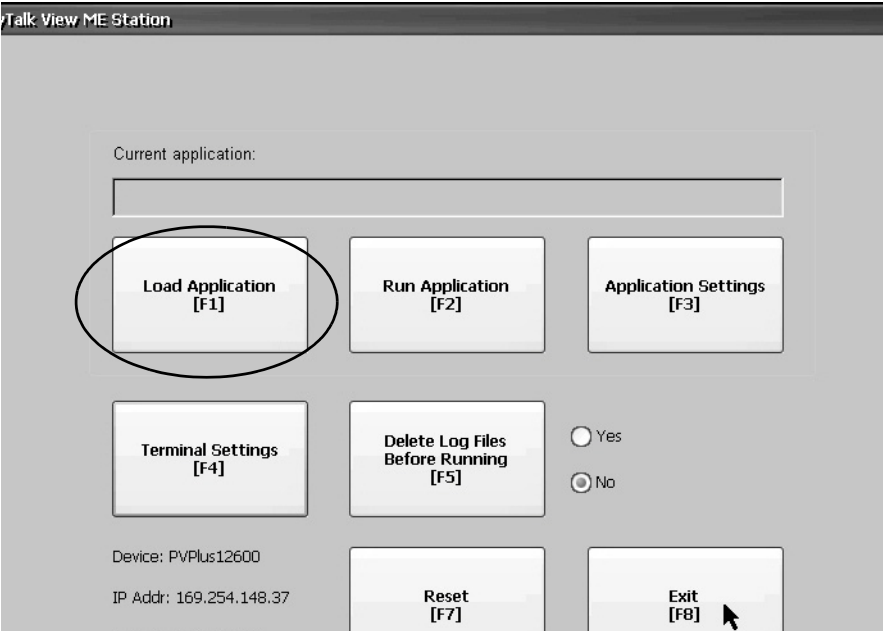 yTalk View ME Station
Current application:
Load Application
[F1]
Run Application
[F2]
Application Settings
[F3]
Terminal Settings
[F4]
Delete Log Files
Before Running
[F5]
Yes
No
Device: PVPlus12600
IP Addr: 169.254.148.37
Reset
[F7]
Exit
[F8]